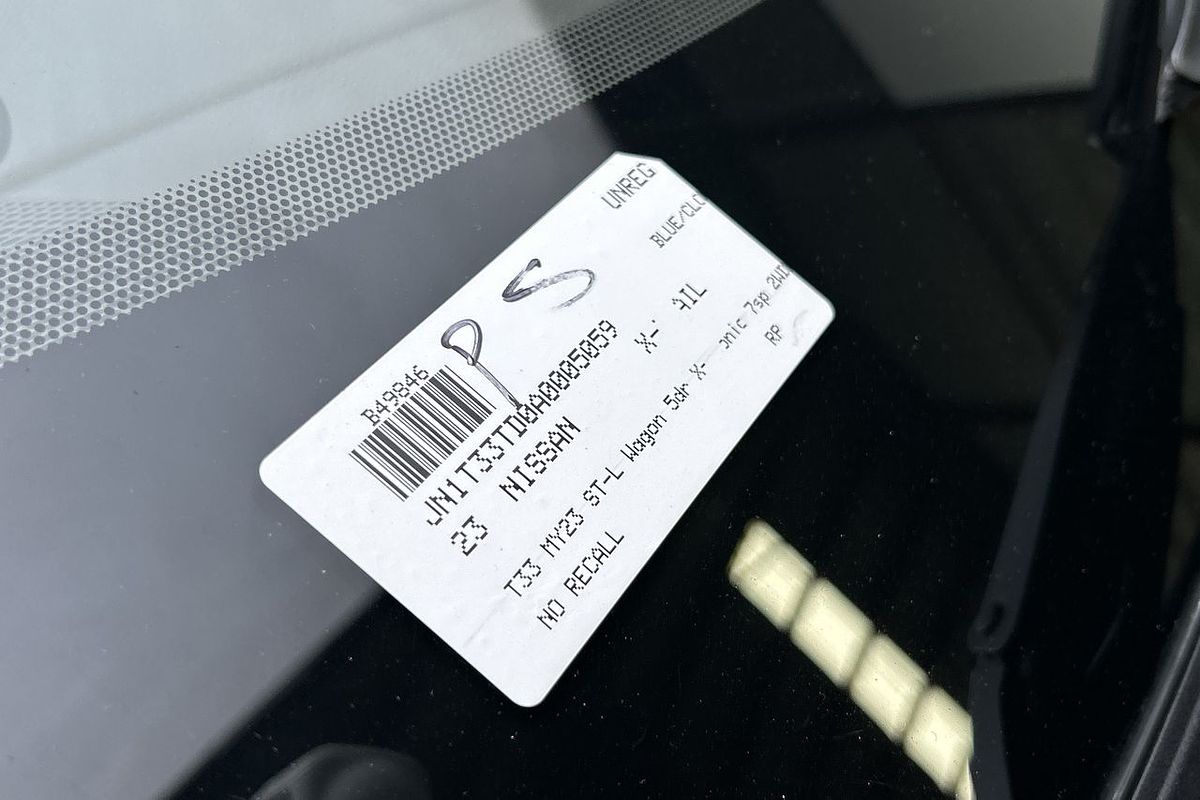 UNREG
B49846
BLUE/CLO
PS
JN1T33TD0A0005059
23 NISSAN X- AIL
T33 MY23 ST-L Wagon 5dr X- onic 7sp 2WD
NO RECALL RP